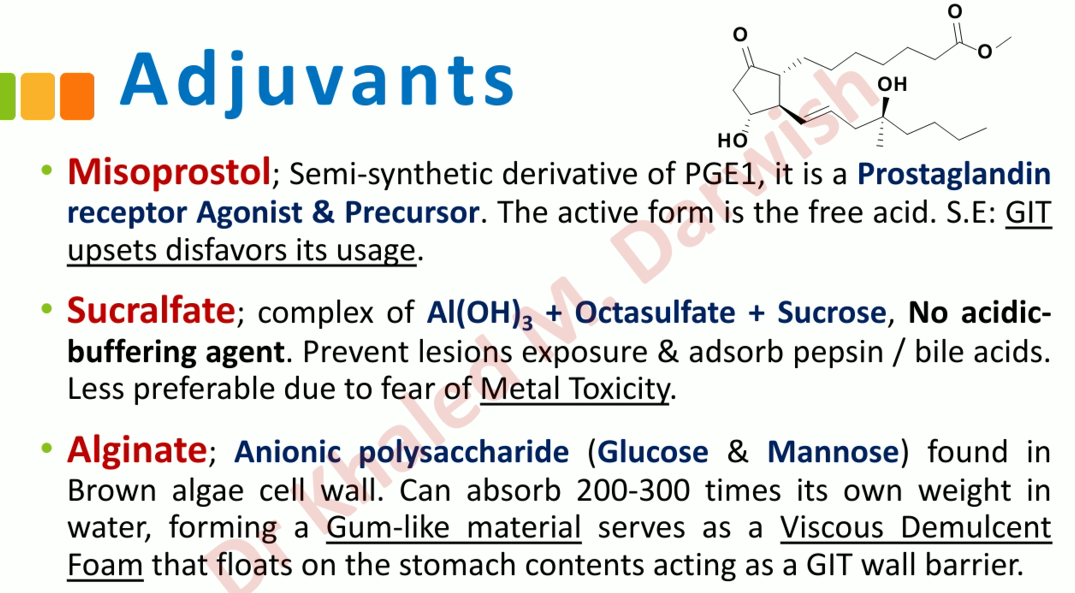 Adjuvants
O
O
O
OH
HO
• Misoprostol; Semi-synthetic derivative of PGE1, it is a Prostaglandin
receptor Agonist & Precursor. The active form is the free acid. S.E: GIT
upsets disfavors its usage.
• Sucralfate; complex of Al(OH)₃ + Octasulfate + Sucrose, No acidic-
buffering agent. Prevent lesions exposure & adsorb pepsin / bile acids.
Less preferable due to fear of Metal Toxicity.
• Alginate; Anionic polysaccharide (Glucose & Mannose) found in
Brown algae cell wall. Can absorb 200-300 times its own weight in
water, forming a Gum-like material serves as a Viscous Demulcent
Foam that floats on the stomach contents acting as a GIT wall barrier.
Dr Khaled M. Darwish